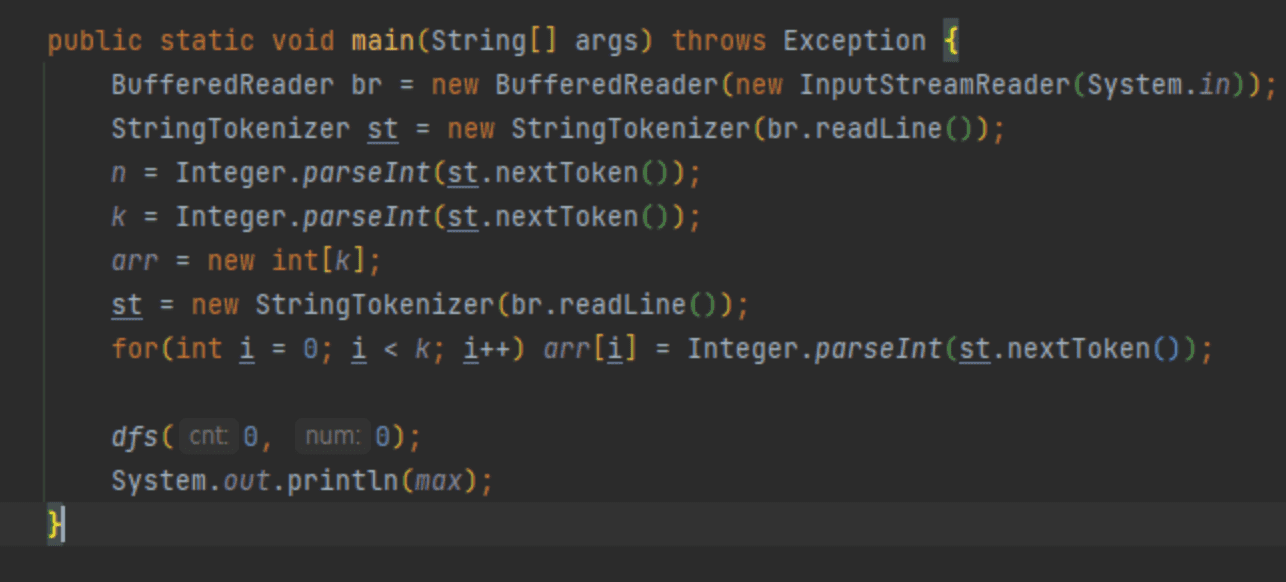 public static void main(String[] args) throws Exception {
BufferedReader br = new BufferedReader(new InputStreamReader(System.in));
StringTokenizer st = new StringTokenizer(br.readLine());
n = Integer.parseInt(st.nextToken());
k = Integer.parseInt(st.nextToken());
arr = new int[k];
st = new StringTokenizer(br.readLine());
for(int i = 0; i < k; i++) arr[i] = Integer.parseInt(st.nextToken());
dfs( cnt: 0, num: 0);
System.out.println(max);
}